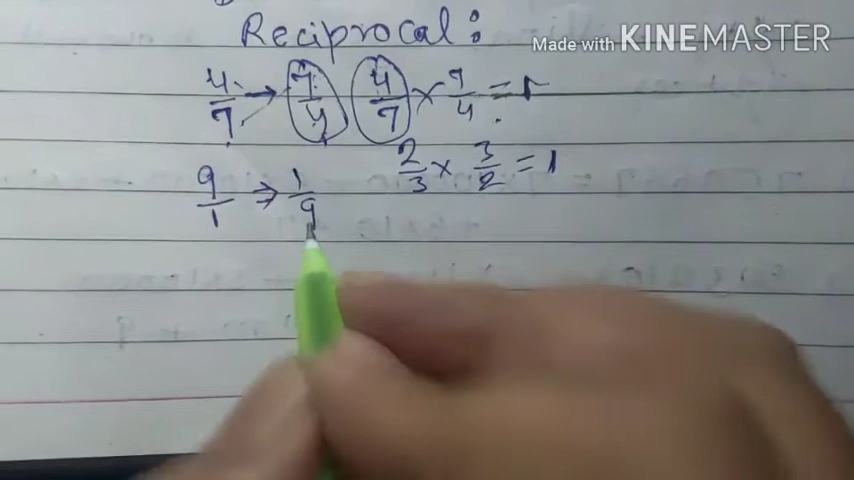 Reciprocal:
Made with KINEMASTER
4/7 → 7/4 4/7 × 7/4 = 1
2/3 × 3/2 = 1
9/1 ⇒ 1/9